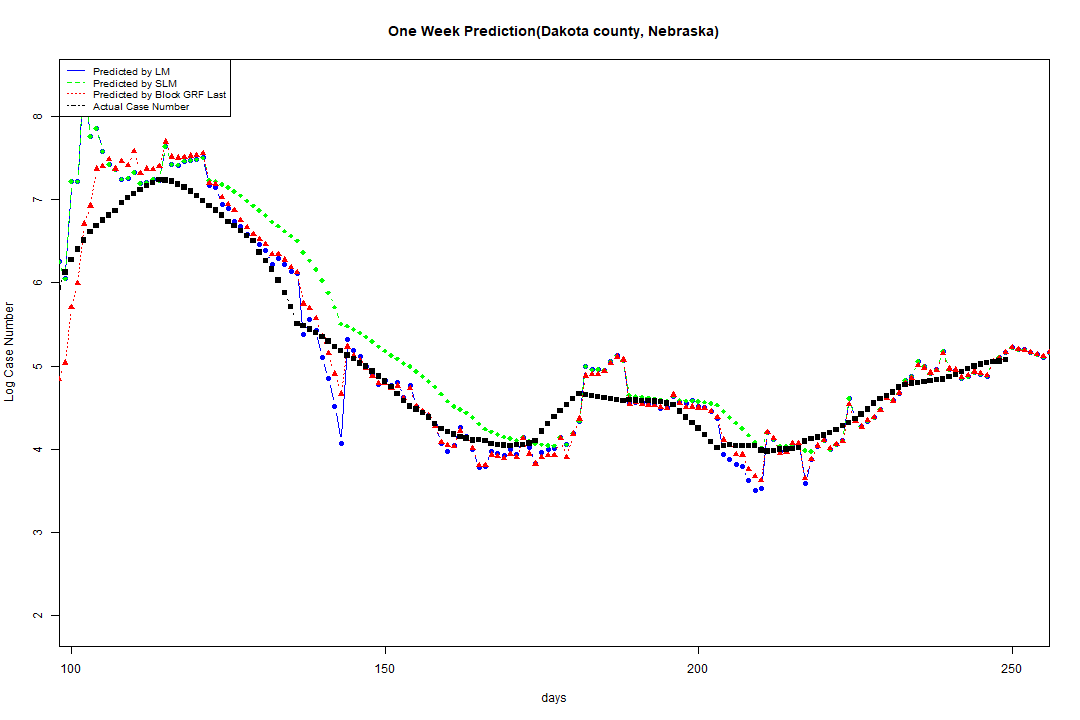 One Week Prediction(Dakota county, Nebraska)
Predicted by LM
Predicted by SLM
Predicted by Block GRF Last
Actual Case Number
8
7
6
5
4
3
2
Log Case Number
100 150 200 250
days